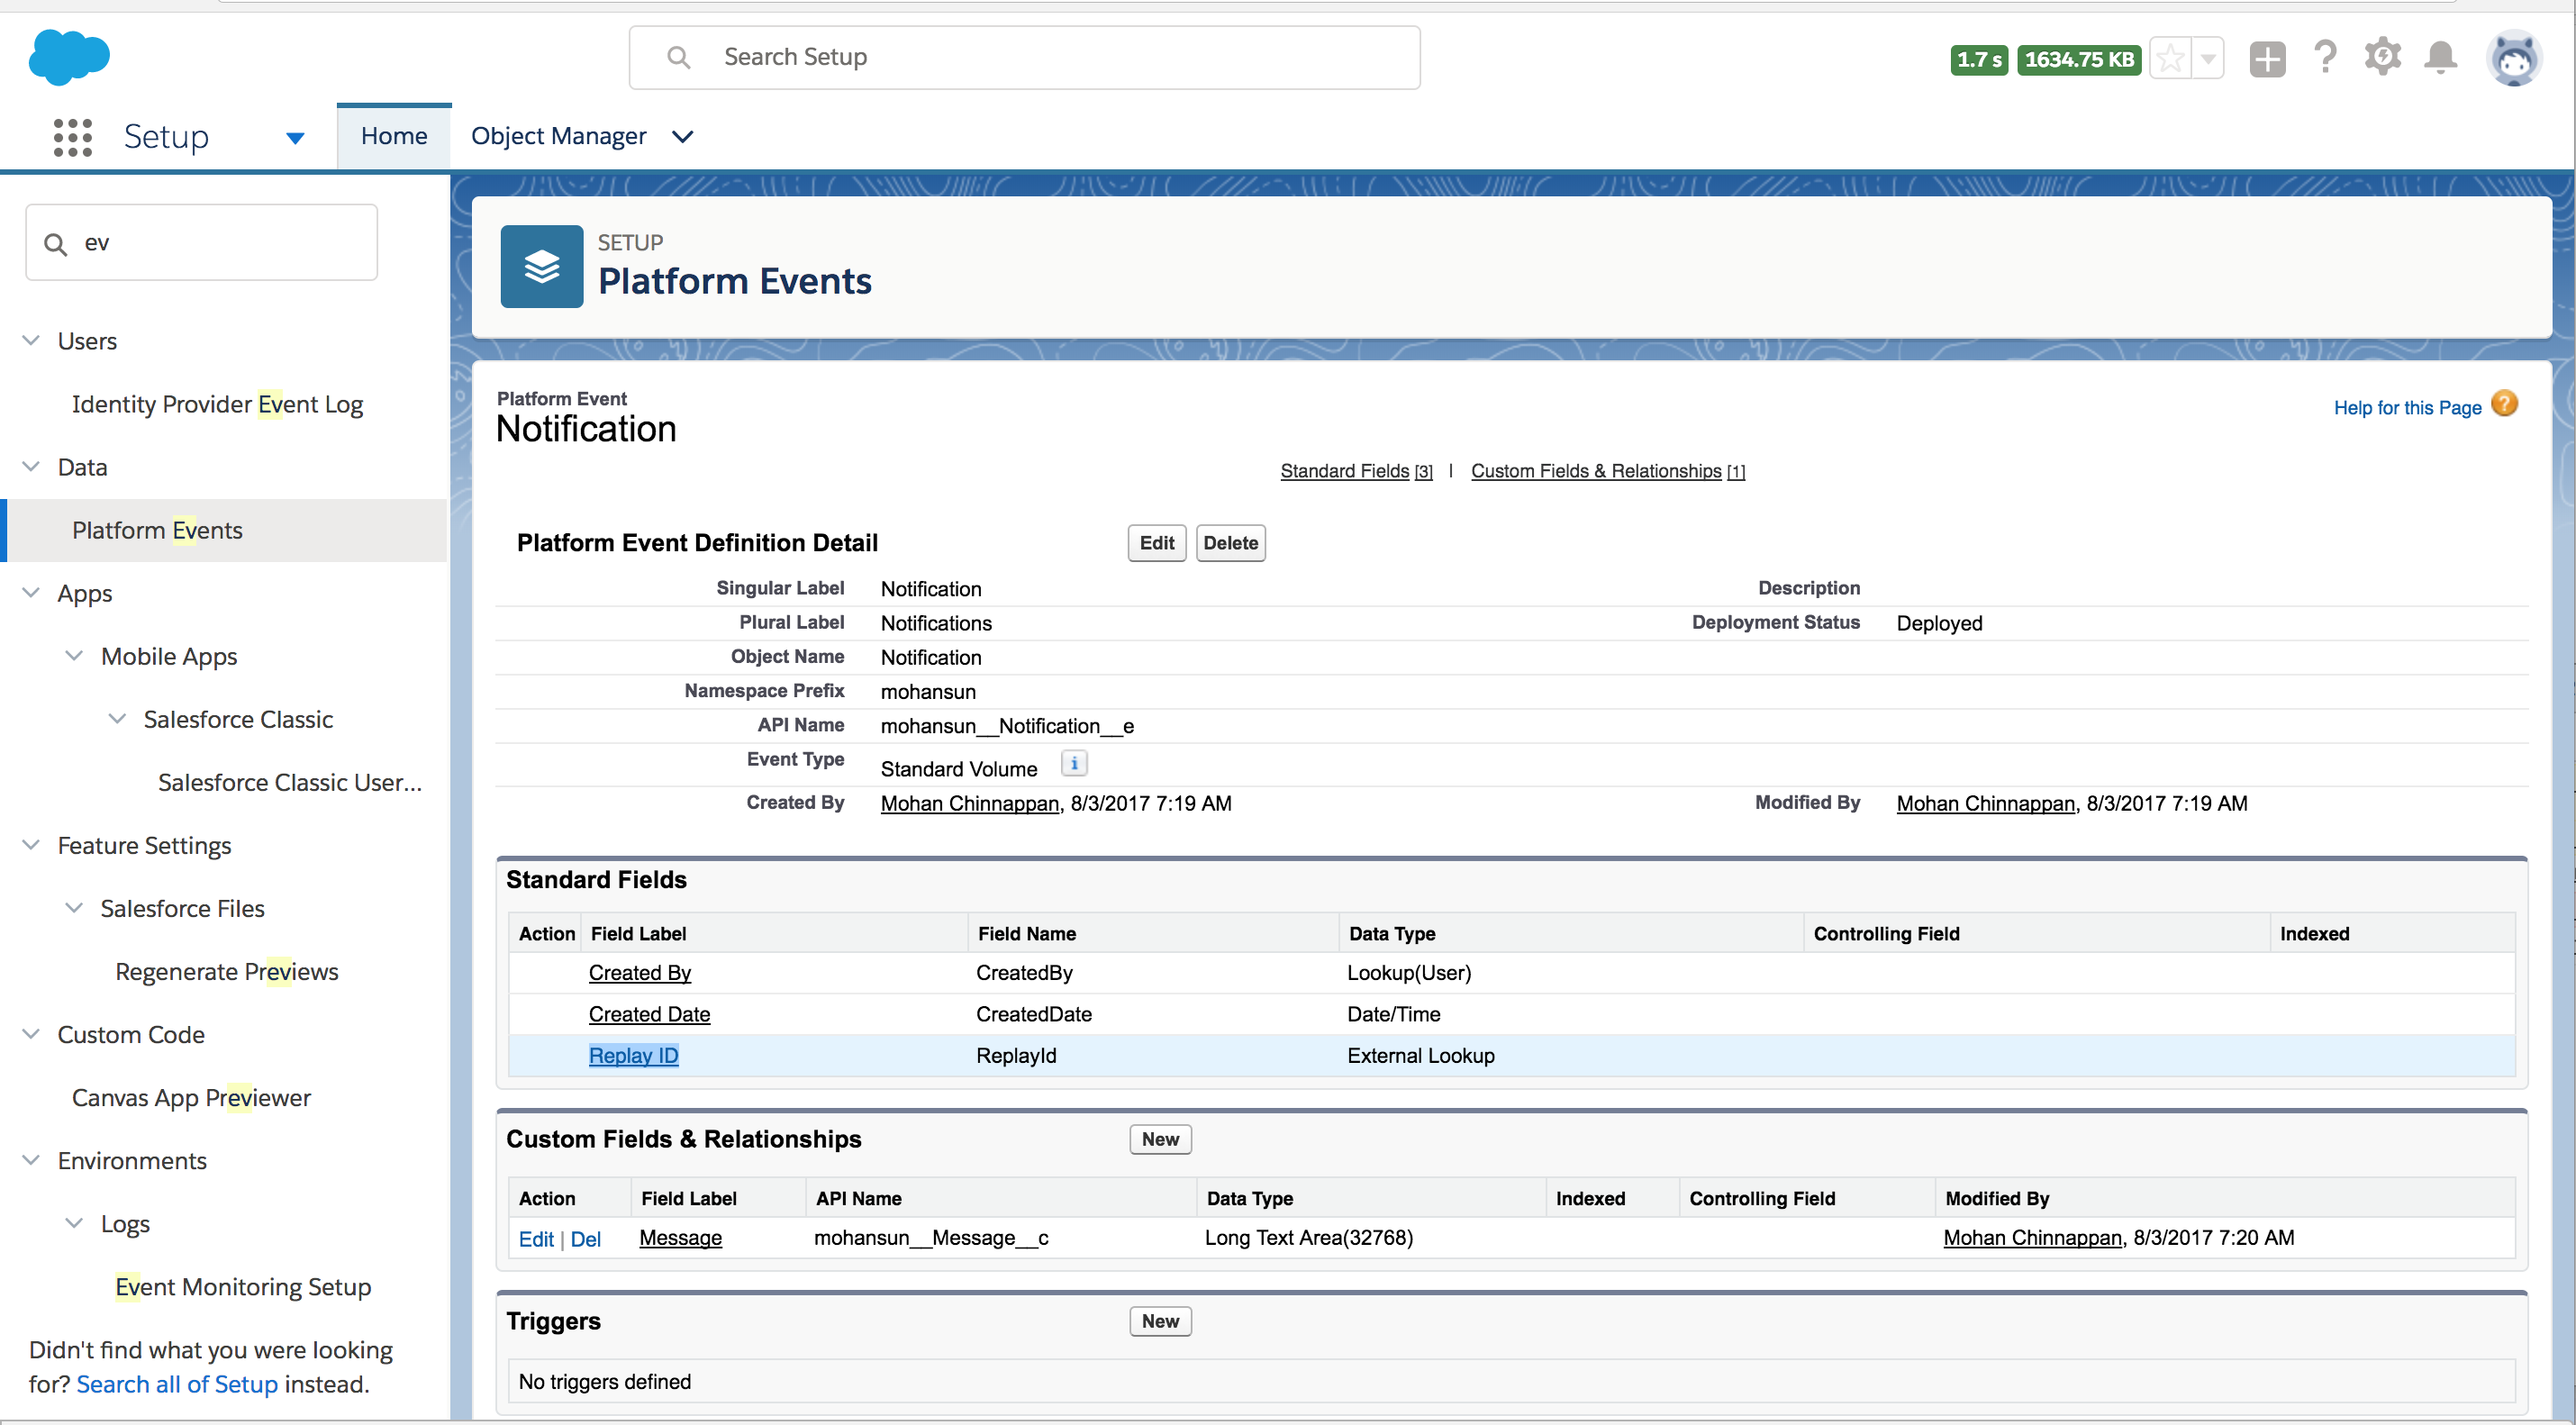 Search Setup
1.7 s 1634.75 KB
Setup Home Object Manager
ev
Users
Identity Provider Event Log
Data
Platform Events
Apps
Mobile Apps
Salesforce Classic
Salesforce Classic User...
Feature Settings
Salesforce Files
Regenerate Previews
Custom Code
Canvas App Previewer
Environments
Logs
Event Monitoring Setup
Didn't find what you were looking
for? Search all of Setup instead.
SETUP
Platform Events
Platform Event
Notification
Help for this Page ?
Standard Fields [3] | Custom Fields & Relationships [1]
Platform Event Definition Detail Edit Delete
Singular Label Notification Description
Plural Label Notifications Deployment Status Deployed
Object Name Notification
Namespace Prefix mohansun
API Name mohansun__Notification__e
Event Type Standard Volume i
Created By Mohan Chinnappan, 8/3/2017 7:19 AM Modified By Mohan Chinnappan, 8/3/2017 7:19 AM
Standard Fields
Action Field Label Field Name Data Type Controlling Field Indexed
Created By CreatedBy Lookup(User)
Created Date CreatedDate Date/Time
Replay ID ReplayId External Lookup
Custom Fields & Relationships New
Action Field Label API Name Data Type Indexed Controlling Field Modified By
Edit | Del Message mohansun__Message__c Long Text Area(32768) Mohan Chinnappan, 8/3/2017 7:20 AM
Triggers New
No triggers defined